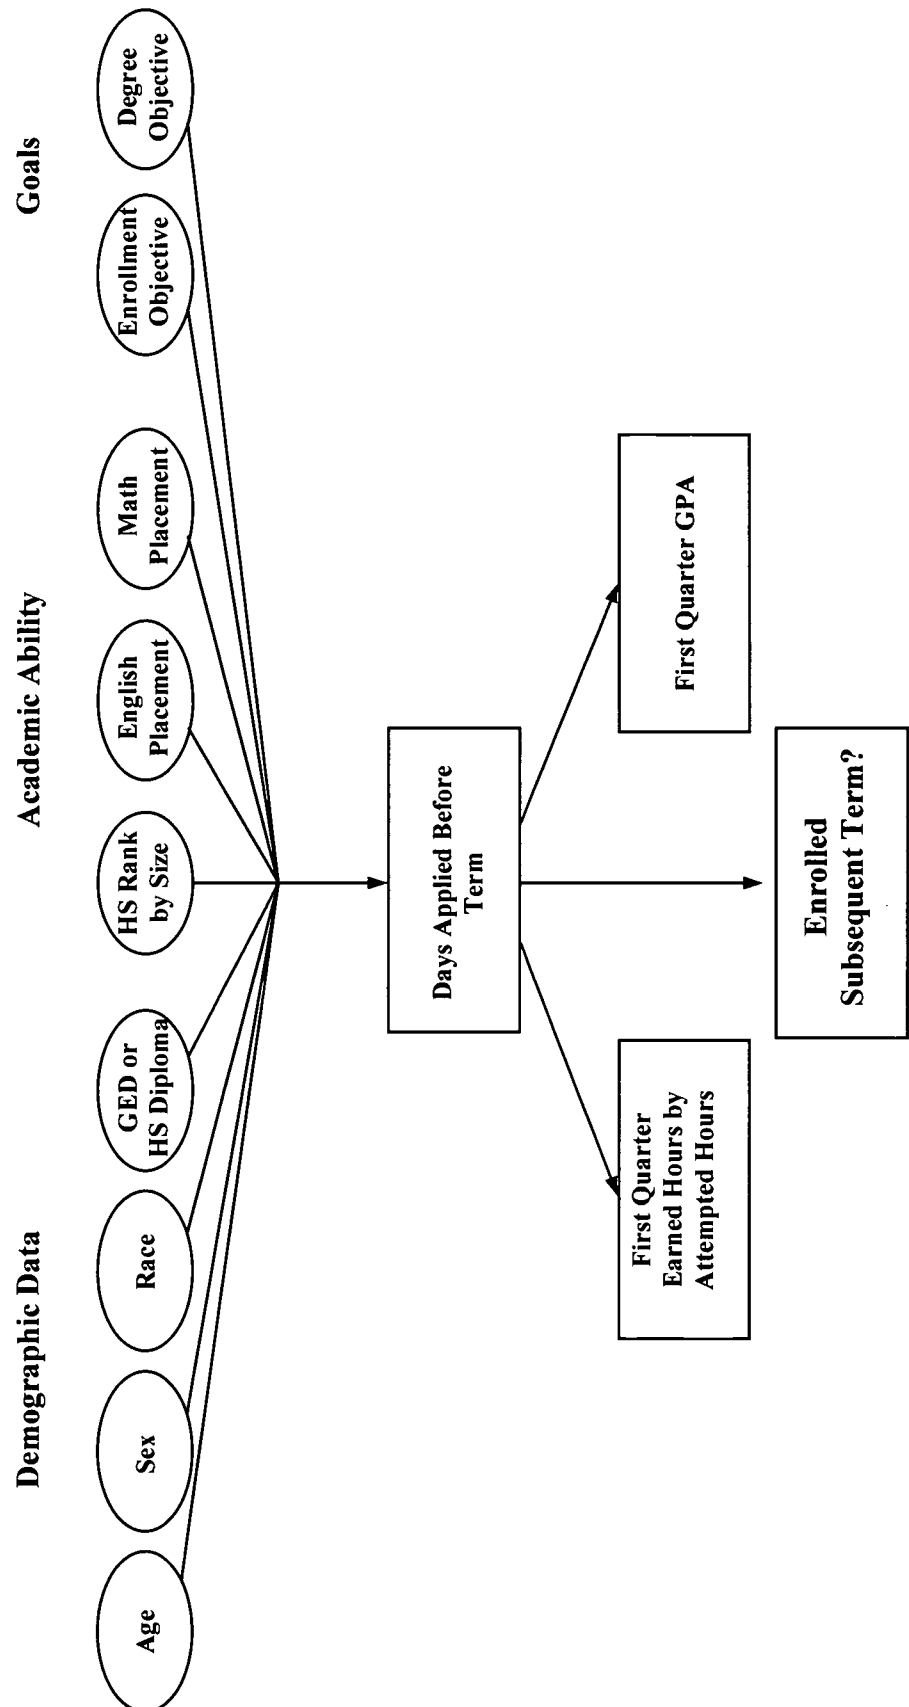 Demographic Data
Academic Ability
Goals
Age
Sex
Race
GED or
HS Diploma
HS Rank
by Size
English
Placement
Math
Placement
Enrollment
Objective
Degree
Objective
Days Applied Before
Term
First Quarter
Earned Hours by
Attempted Hours
First Quarter GPA
Enrolled
Subsequent Term?